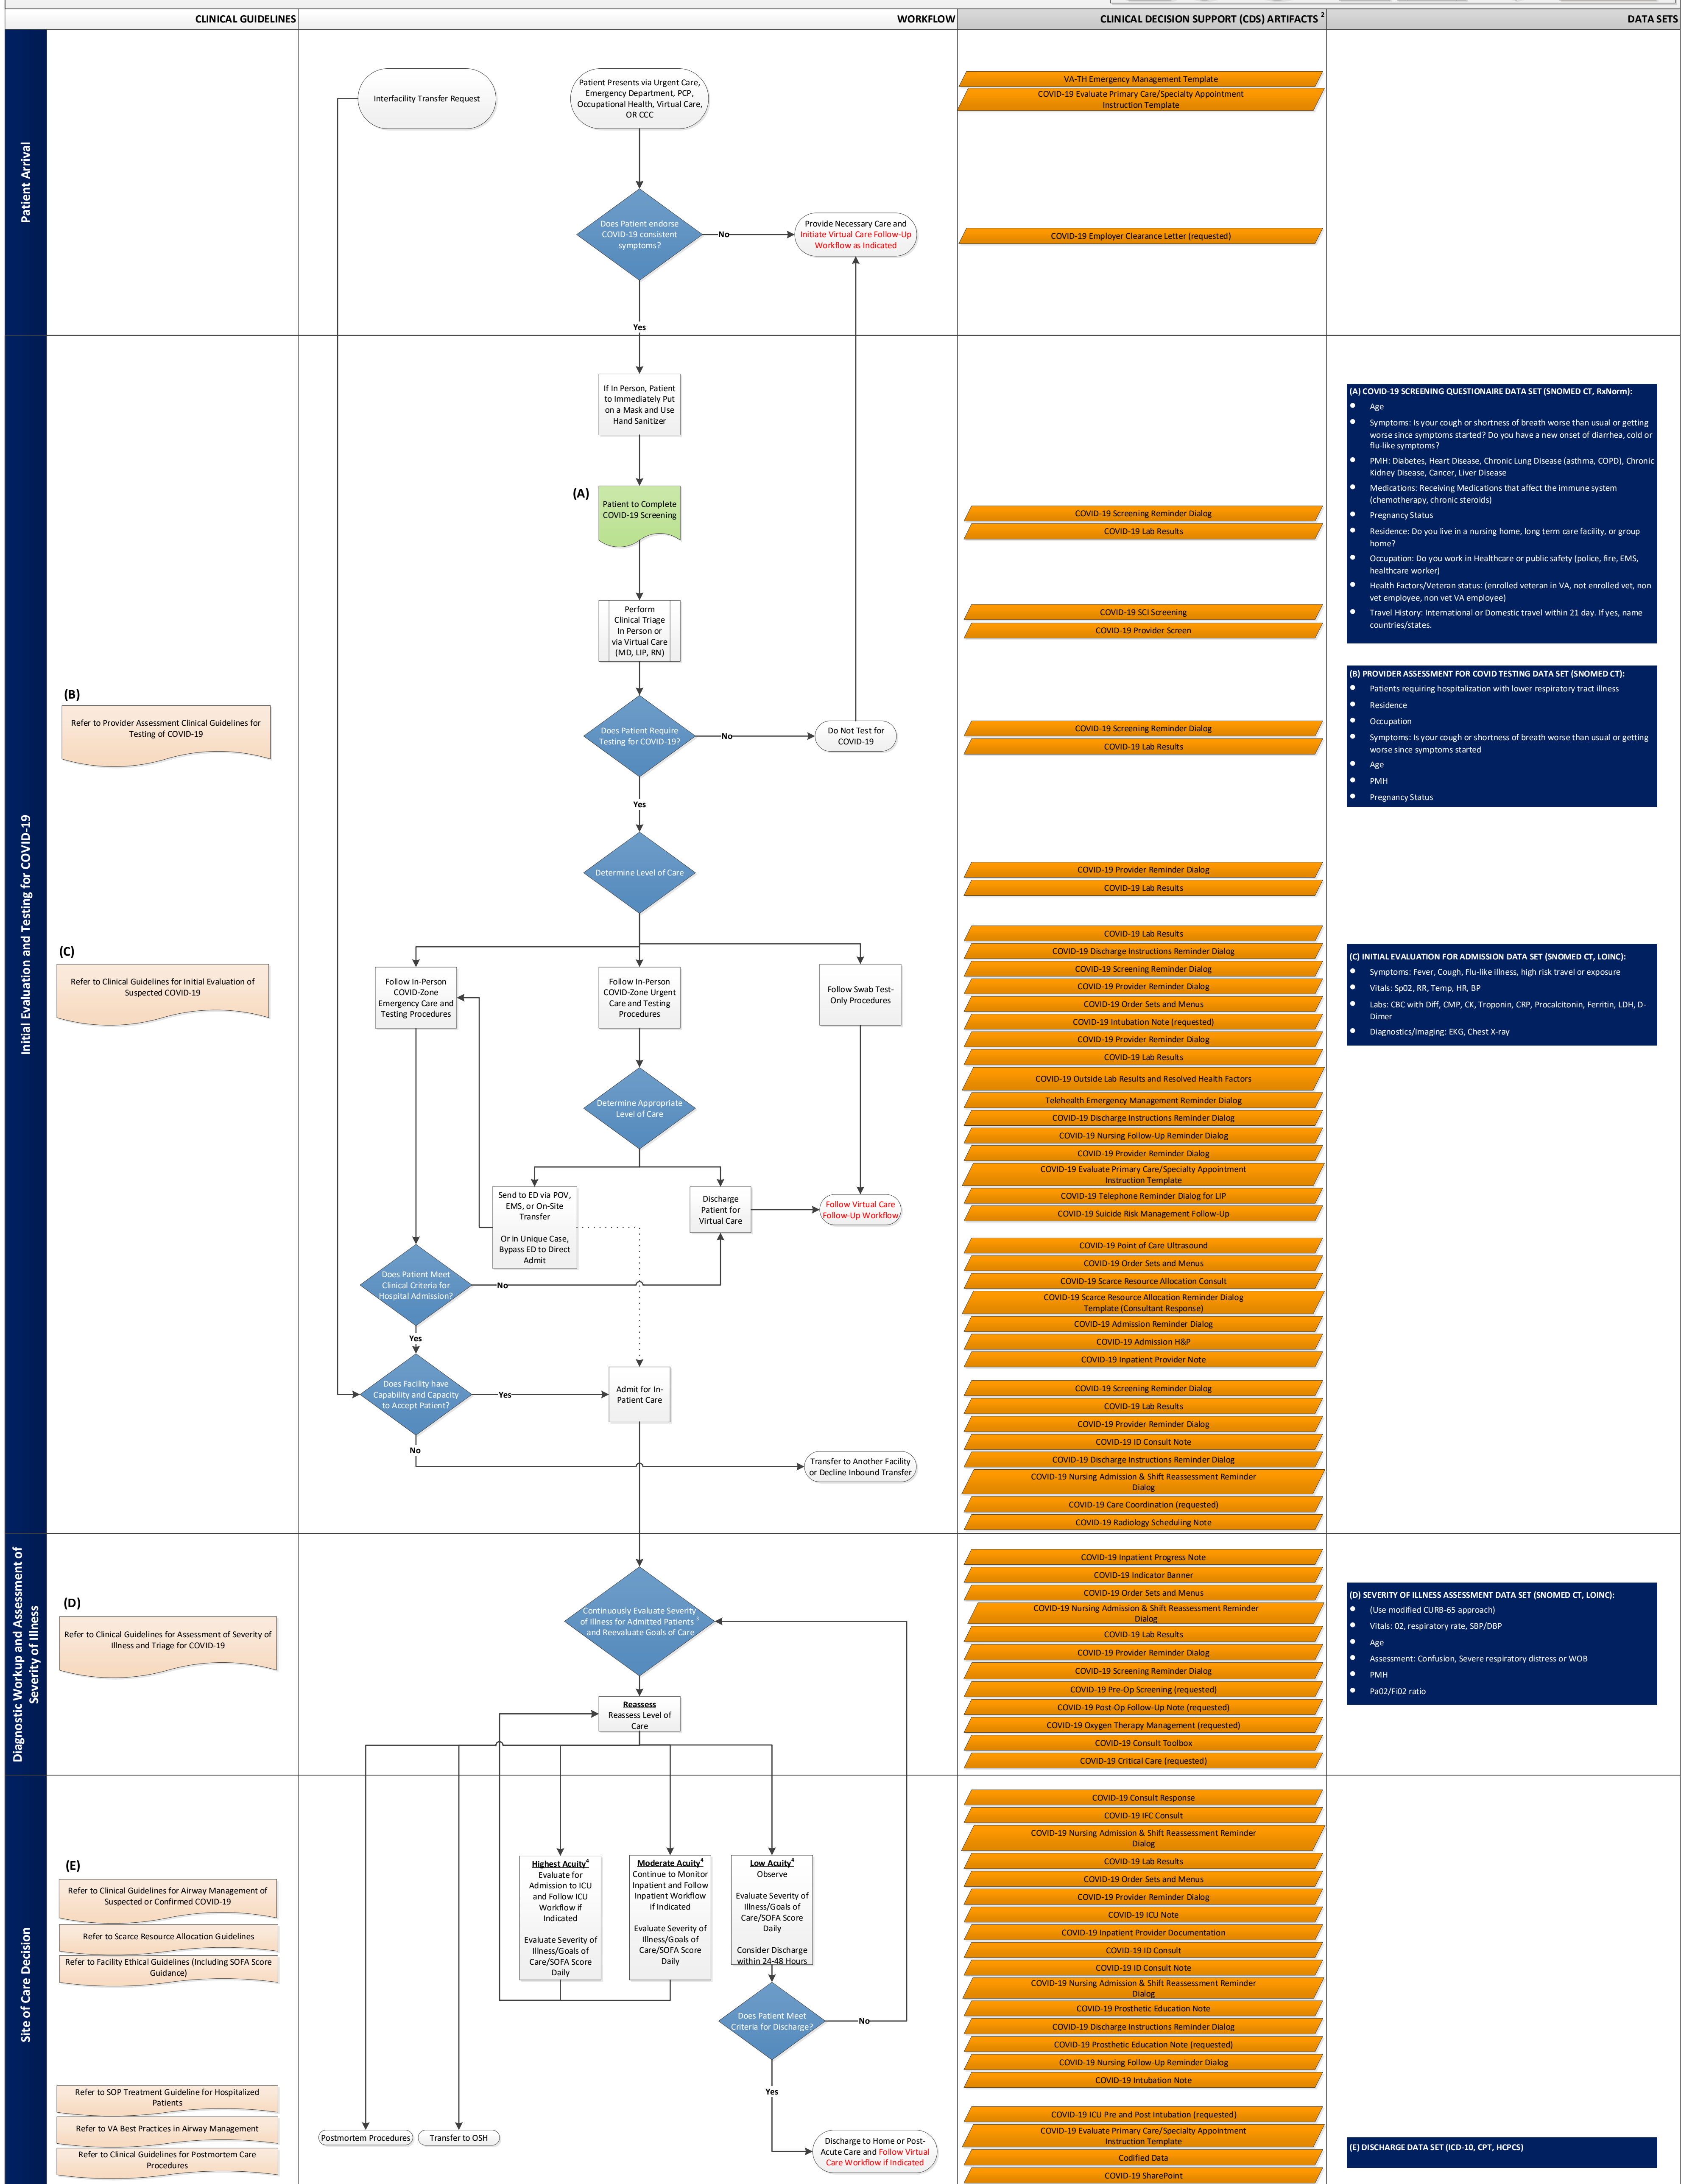 CLINICAL GUIDELINES
WORKFLOW
CLINICAL DECISION SUPPORT (CDS) ARTIFACTS 2
DATA SETS
Patient Arrival
Interfacility Transfer Request
Patient Presents via Urgent Care,
Emergency Department, PCP,
Occupational Health, Virtual Care,
OR CCC
Does Patient endorse
COVID-19 consistent
symptoms?
No
Provide Necessary Care and
Initiate Virtual Care Follow-Up
Workflow as Indicated
Yes
VA-TH Emergency Management Template
COVID-19 Evaluate Primary Care/Specialty Appointment
Instruction Template
COVID-19 Employer Clearance Letter (requested)
Initial Evaluation and Testing for COVID-19
(B)
Refer to Provider Assessment Clinical Guidelines for
Testing of COVID-19
(C)
Refer to Clinical Guidelines for Initial Evaluation of
Suspected COVID-19
If In Person, Patient
to Immediately Put
on a Mask and Use
Hand Sanitizer
(A)
Patient to Complete
COVID-19 Screening
Perform
Clinical Triage
In Person or
via Virtual Care
(MD, LIP, RN)
Does Patient Require
Testing for COVID-19?
No
Do Not Test for
COVID-19
Yes
Determine Level of Care
Follow In-Person
COVID-Zone
Emergency Care and
Testing Procedures
Follow In-Person
COVID-Zone Urgent
Care and Testing
Procedures
Follow Swab Test-
Only Procedures
Determine Appropriate
Level of Care
Send to ED via POV,
EMS, or On-Site
Transfer
Or in Unique Case,
Bypass ED to Direct
Admit
Discharge
Patient for
Virtual Care
Follow Virtual Care
Follow-Up Workflow
Does Patient Meet
Clinical Criteria for
Hospital Admission?
No
Yes
Does Facility have
Capability and Capacity
to Accept Patient?
Yes
Admit for In-
Patient Care
No
Transfer to Another Facility
or Decline Inbound Transfer
COVID-19 Screening Reminder Dialog
COVID-19 Lab Results
COVID-19 SCI Screening
COVID-19 Provider Screen
COVID-19 Screening Reminder Dialog
COVID-19 Lab Results
COVID-19 Provider Reminder Dialog
COVID-19 Lab Results
COVID-19 Lab Results
COVID-19 Discharge Instructions Reminder Dialog
COVID-19 Screening Reminder Dialog
COVID-19 Provider Reminder Dialog
COVID-19 Order Sets and Menus
COVID-19 Intubation Note (requested)
COVID-19 Provider Reminder Dialog
COVID-19 Lab Results
COVID-19 Outside Lab Results and Resolved Health Factors
Telehealth Emergency Management Reminder Dialog
COVID-19 Discharge Instructions Reminder Dialog
COVID-19 Nursing Follow-Up Reminder Dialog
COVID-19 Provider Reminder Dialog
COVID-19 Evaluate Primary Care/Specialty Appointment
Instruction Template
COVID-19 Telephone Reminder Dialog for LIP
COVID-19 Suicide Risk Management Follow-Up
COVID-19 Point of Care Ultrasound
COVID-19 Order Sets and Menus
COVID-19 Scarce Resource Allocation Consult
COVID-19 Scarce Resource Allocation Reminder Dialog
Template (Consultant Response)
COVID-19 Admission Reminder Dialog
COVID-19 Admission H&P
COVID-19 Inpatient Provider Note
COVID-19 Screening Reminder Dialog
COVID-19 Lab Results
COVID-19 Provider Reminder Dialog
COVID-19 ID Consult Note
COVID-19 Discharge Instructions Reminder Dialog
COVID-19 Nursing Admission & Shift Reassessment Reminder
Dialog
COVID-19 Care Coordination (requested)
COVID-19 Radiology Scheduling Note
(A) COVID-19 SCREENING QUESTIONAIRE DATA SET (SNOMED CT, RxNorm):
● Age
● Symptoms: Is your cough or shortness of breath worse than usual or getting
worse since symptoms started? Do you have a new onset of diarrhea, cold or
flu-like symptoms?
● PMH: Diabetes, Heart Disease, Chronic Lung Disease (asthma, COPD), Chronic
Kidney Disease, Cancer, Liver Disease
● Medications: Receiving Medications that affect the immune system
(chemotherapy, chronic steroids)
● Pregnancy Status
● Residence: Do you live in a nursing home, long term care facility, or group
home?
● Occupation: Do you work in Healthcare or public safety (police, fire, EMS,
healthcare worker)
● Health Factors/Veteran status: (enrolled veteran in VA, not enrolled vet, non
vet employee, non vet VA employee)
● Travel History: International or Domestic travel within 21 day. If yes, name
countries/states.
(B) PROVIDER ASSESSMENT FOR COVID TESTING DATA SET (SNOMED CT):
● Patients requiring hospitalization with lower respiratory tract illness
● Residence
● Occupation
● Symptoms: Is your cough or shortness of breath worse than usual or getting
worse since symptoms started
● Age
● PMH
● Pregnancy Status
(C) INITIAL EVALUATION FOR ADMISSION DATA SET (SNOMED CT, LOINC):
● Symptoms: Fever, Cough, Flu-like illness, high risk travel or exposure
● Vitals: Sp02, RR, Temp, HR, BP
● Labs: CBC with Diff, CMP, CK, Troponin, CRP, Procalcitonin, Ferritin, LDH, D-
Dimer
● Diagnostics/Imaging: EKG, Chest X-ray
Diagnostic Workup and Assessment of
Severity of Illness
(D)
Refer to Clinical Guidelines for Assessment of Severity of
Illness and Triage for COVID-19
Continuously Evaluate Severity
of Illness for Admitted Patients 3
and Reevaluate Goals of Care
Reassess
Reassess Level of
Care
COVID-19 Inpatient Progress Note
COVID-19 Indicator Banner
COVID-19 Order Sets and Menus
COVID-19 Nursing Admission & Shift Reassessment Reminder
Dialog
COVID-19 Lab Results
COVID-19 Provider Reminder Dialog
COVID-19 Screening Reminder Dialog
COVID-19 Pre-Op Screening (requested)
COVID-19 Post-Op Follow-Up Note (requested)
COVID-19 Oxygen Therapy Management (requested)
COVID-19 Consult Toolbox
COVID-19 Critical Care (requested)
(D) SEVERITY OF ILLNESS ASSESSMENT DATA SET (SNOMED CT, LOINC):
● (Use modified CURB-65 approach)
● Vitals: 02, respiratory rate, SBP/DBP
● Age
● Assessment: Confusion, Severe respiratory distress or WOB
● PMH
● Pa02/Fi02 ratio
Site of Care Decision
(E)
Refer to Clinical Guidelines for Airway Management of
Suspected or Confirmed COVID-19
Refer to Scarce Resource Allocation Guidelines
Refer to Facility Ethical Guidelines (Including SOFA Score
Guidance)
Refer to SOP Treatment Guideline for Hospitalized
Patients
Refer to VA Best Practices in Airway Management
Refer to Clinical Guidelines for Postmortem Care
Procedures
Highest Acuity4
Evaluate for
Admission to ICU
and Follow ICU
Workflow if
Indicated
Evaluate Severity of
Illness/Goals of
Care/SOFA Score
Daily
Moderate Acuity4
Continue to Monitor
Inpatient and Follow
Inpatient Workflow
if Indicated
Evaluate Severity of
Illness/Goals of
Care/SOFA Score
Daily
Low Acuity4
Observe
Evaluate Severity of
Illness/Goals of
Care/SOFA Score
Daily
Consider Discharge
within 24-48 Hours
Does Patient Meet
Criteria for Discharge?
No
Yes
Postmortem Procedures
Transfer to OSH
Discharge to Home or Post-
Acute Care and Follow Virtual
Care Workflow if Indicated
COVID-19 Consult Response
COVID-19 IFC Consult
COVID-19 Nursing Admission & Shift Reassessment Reminder
Dialog
COVID-19 Lab Results
COVID-19 Order Sets and Menus
COVID-19 Provider Reminder Dialog
COVID-19 ICU Note
COVID-19 Inpatient Provider Documentation
COVID-19 ID Consult
COVID-19 ID Consult Note
COVID-19 Nursing Admission & Shift Reassessment Reminder
Dialog
COVID-19 Prosthetic Education Note
COVID-19 Discharge Instructions Reminder Dialog
COVID-19 Prosthetic Education Note (requested)
COVID-19 Nursing Follow-Up Reminder Dialog
COVID-19 Intubation Note
COVID-19 ICU Pre and Post Intubation (requested)
COVID-19 Evaluate Primary Care/Specialty Appointment
Instruction Template
Codified Data
COVID-19 SharePoint
(E) DISCHARGE DATA SET (ICD-10, CPT, HCPCS)